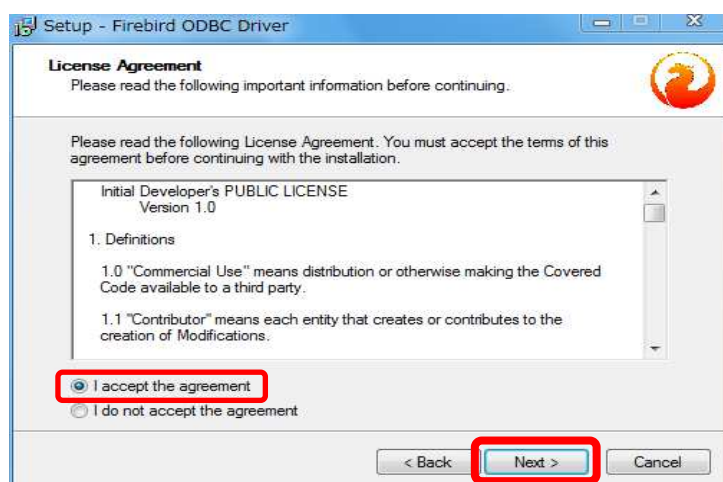 Setup - Firebird ODBC Driver
License Agreement
Please read the following important information before continuing.
Please read the following License Agreement. You must accept the terms of this
agreement before continuing with the installation.
Initial Developer's PUBLIC LICENSE
Version 1.0
1. Definitions
1.0 "Commercial Use" means distribution or otherwise making the Covered
Code available to a third party.
1.1 "Contributor" means each entity that creates or contributes to the
creation of Modifications.
I accept the agreement
I do not accept the agreement
< Back Next > Cancel